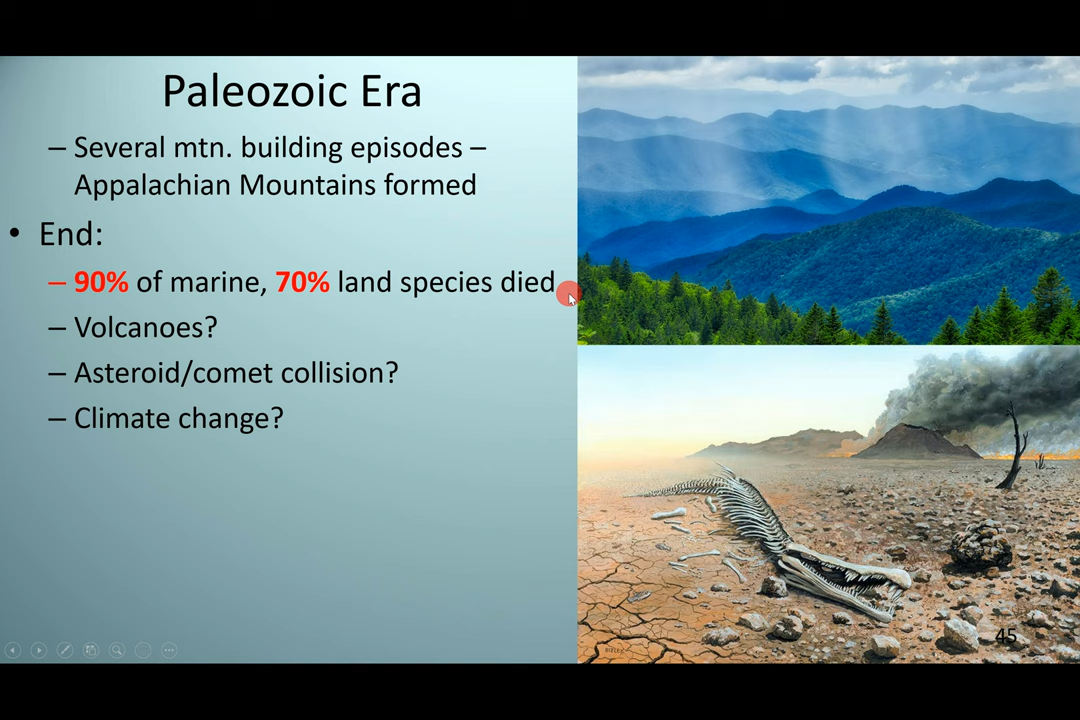 Paleozoic Era
– Several mtn. building episodes –
Appalachian Mountains formed
• End:
– 90% of marine, 70% land species died
– Volcanoes?
– Asteroid/comet collision?
– Climate change?
45